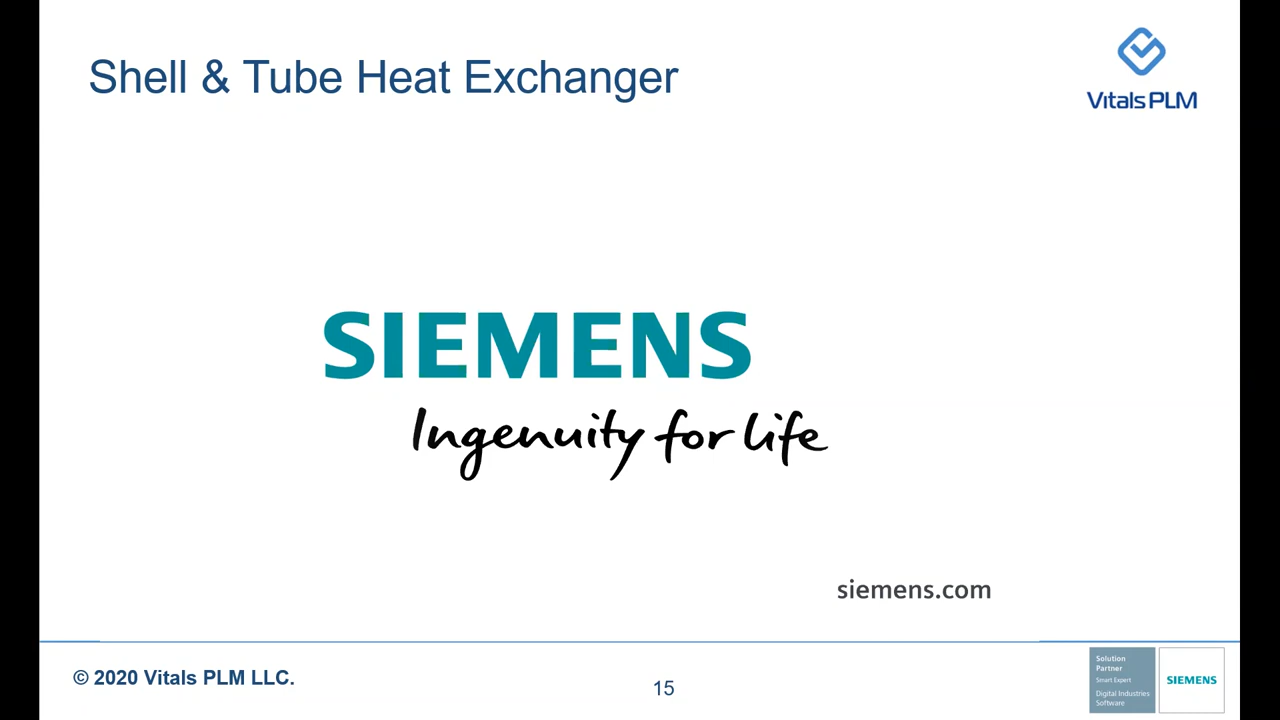 Shell & Tube Heat Exchanger
Vitals PLM
SIEMENS
Ingenuity for life
siemens.com
© 2020 Vitals PLM LLC.
15
Solution
Partner
Smart Expert
Digital Industries
Software
SIEMENS